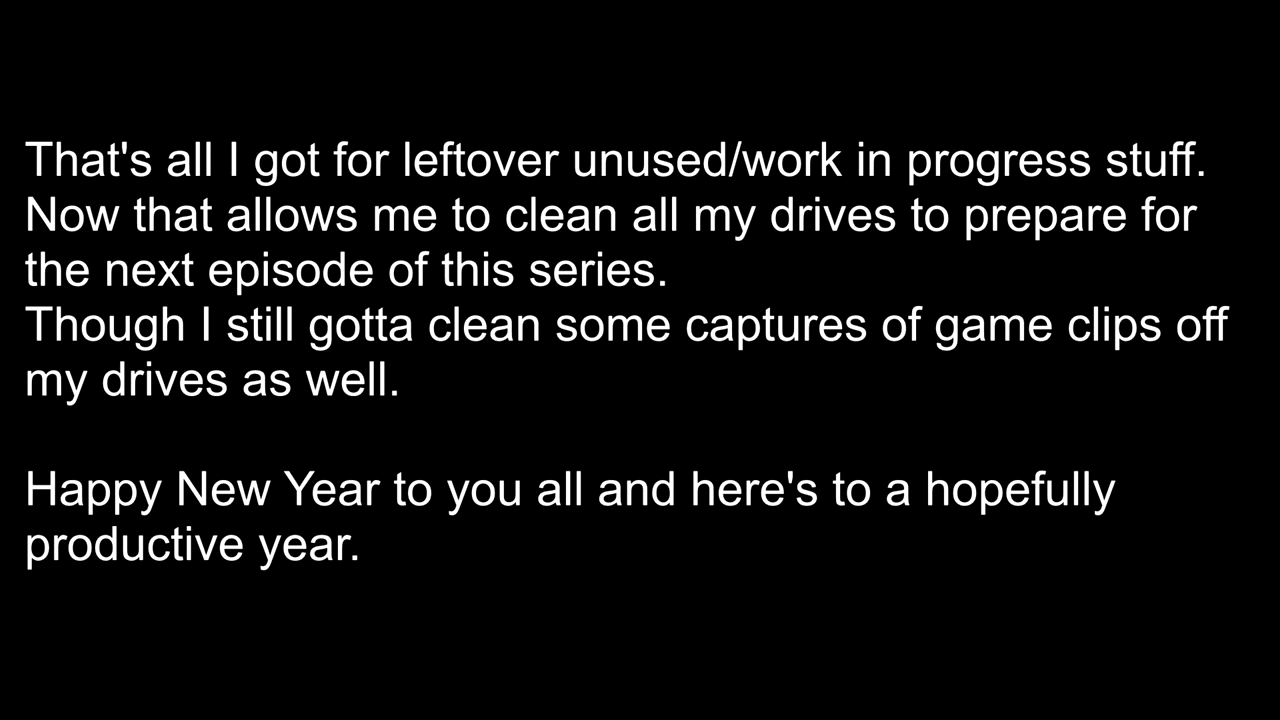 That's all I got for leftover unused/work in progress stuff.
Now that allows me to clean all my drives to prepare for
the next episode of this series.
Though I still gotta clean some captures of game clips off
my drives as well.
Happy New Year to you all and here's to a hopefully
productive year.